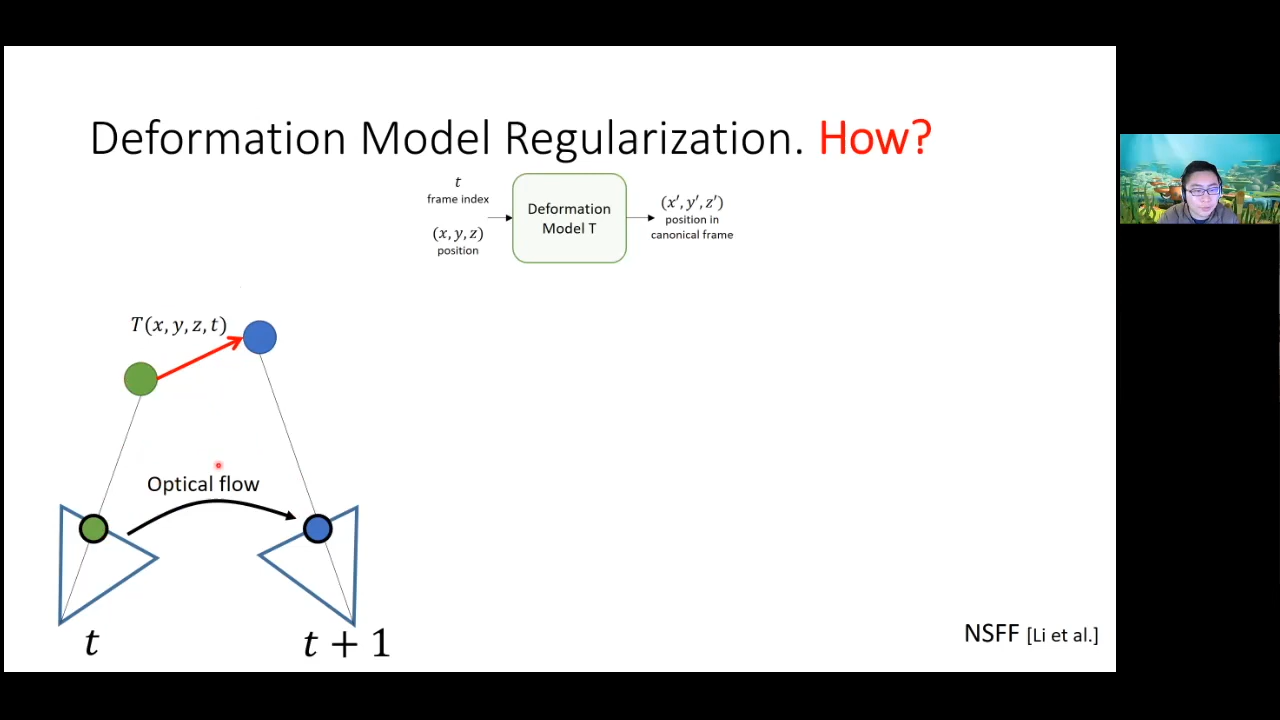 Deformation Model Regularization. How?
t
frame index
(x, y, z)
position
Deformation
Model T
(x′, y′, z′)
position in
canonical frame
T(x, y, z, t)
Optical flow
t
t + 1
NSFF [Li et al.]